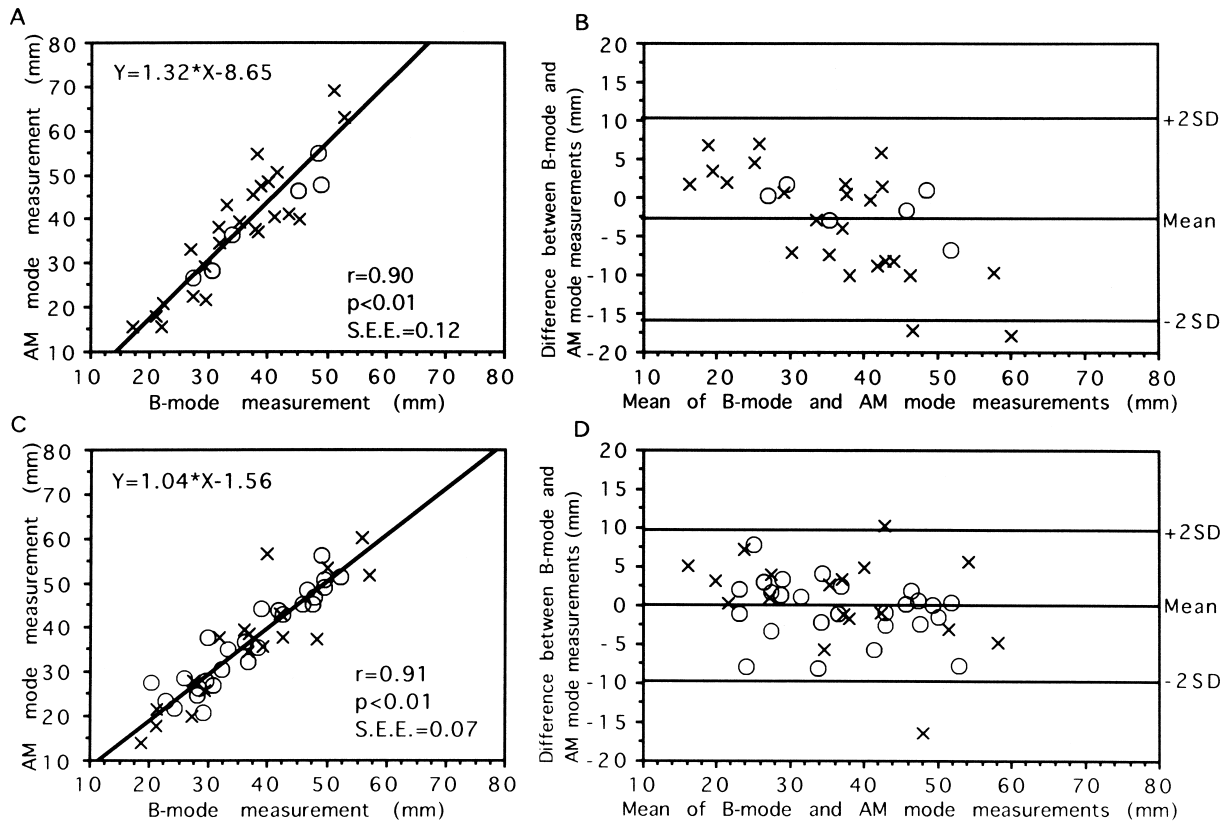 A
AM mode measurement (mm)
80
70
60
50
40
30
20
10
Y=1.32*X-8.65
r=0.90
p<0.01
S.E.E.=0.12
10 20 30 40 50 60 70 80
B-mode measurement (mm)
B
Difference between B-mode and
AM mode measurements (mm)
20
15
10
5
0
-5
-10
-15
-20
+2SD
Mean
-2SD
10 20 30 40 50 60 70 80
Mean of B-mode and AM mode measurements (mm)
C
AM mode measurement (mm)
80
70
60
50
40
30
20
10
Y=1.04*X-1.56
r=0.91
p<0.01
S.E.E.=0.07
10 20 30 40 50 60 70 80
B-mode measurement (mm)
D
Difference between B-mode and
AM mode measurements (mm)
20
15
10
5
0
-5
-10
-15
-20
+2SD
Mean
-2SD
10 20 30 40 50 60 70 80
Mean of B-mode and AM mode measurements (mm)